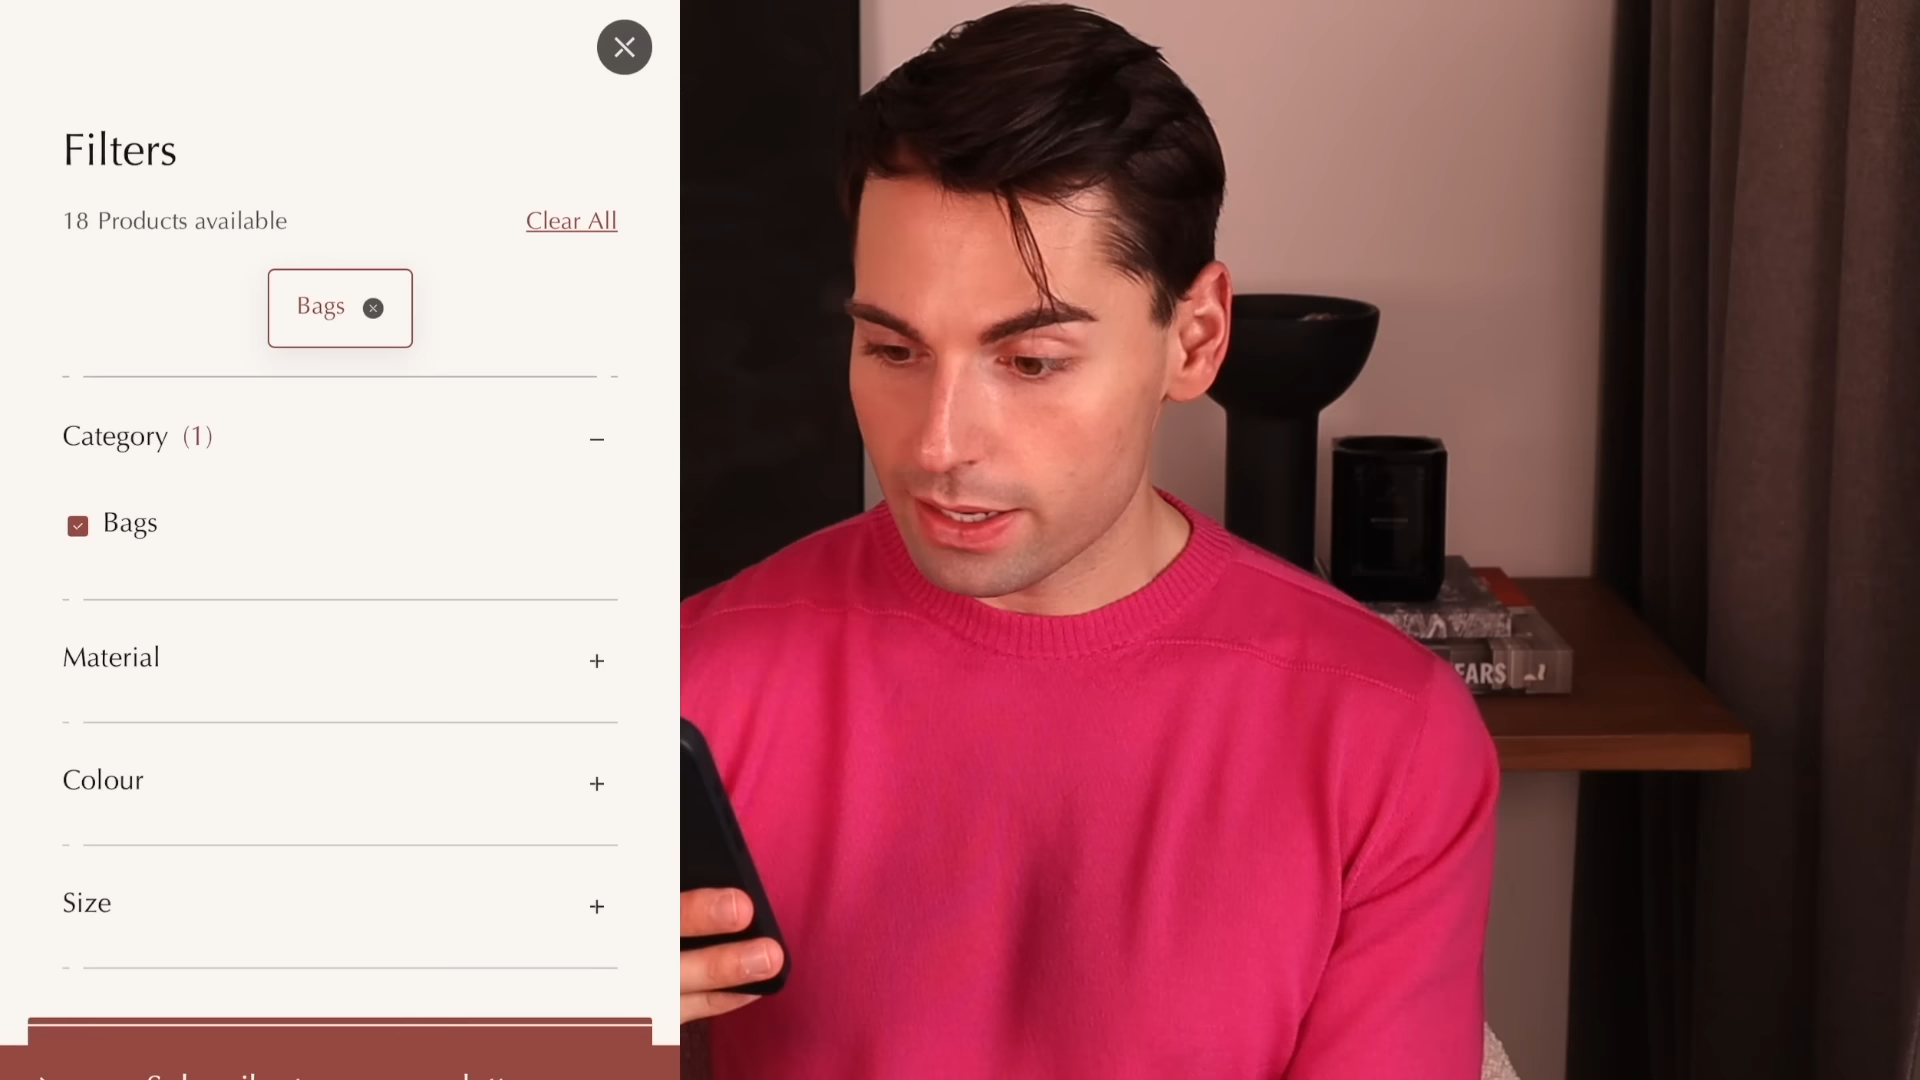 Filters
18 Products available
Clear All
Bags
Category (1)
Bags
Material
Colour
Size